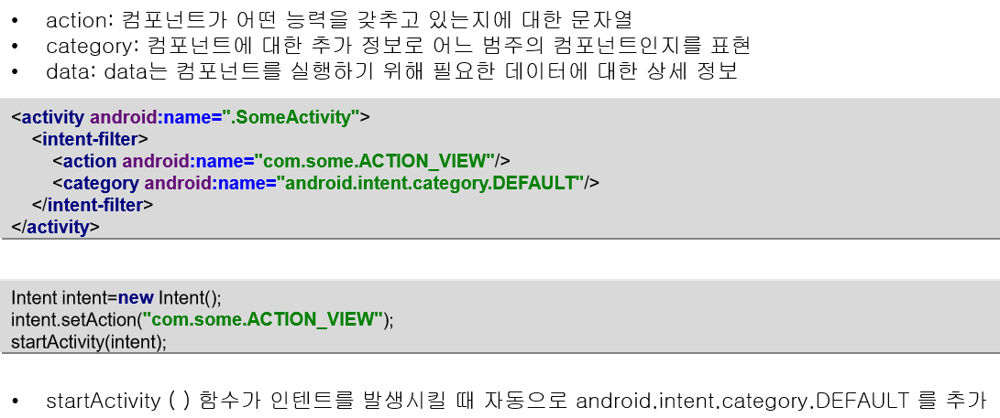 • action: 컴포넌트가 어떤 능력을 갖추고 있는지에 대한 문자열
• category: 컴포넌트에 대한 추가 정보로 어느 범주의 컴포넌트인지를 표현
• data: data는 컴포넌트를 실행하기 위해 필요한 데이터에 대한 상세 정보
<activity android:name=".SomeActivity">
<intent-filter>
<action android:name="com.some.ACTION_VIEW"/>
<category android:name="android.intent.category.DEFAULT"/>
</intent-filter>
</activity>
Intent intent=new Intent();
intent.setAction("com.some.ACTION_VIEW");
startActivity(intent);
• startActivity ( ) 함수가 인텐트를 발생시킬 때 자동으로 android.intent.category.DEFAULT 를 추가